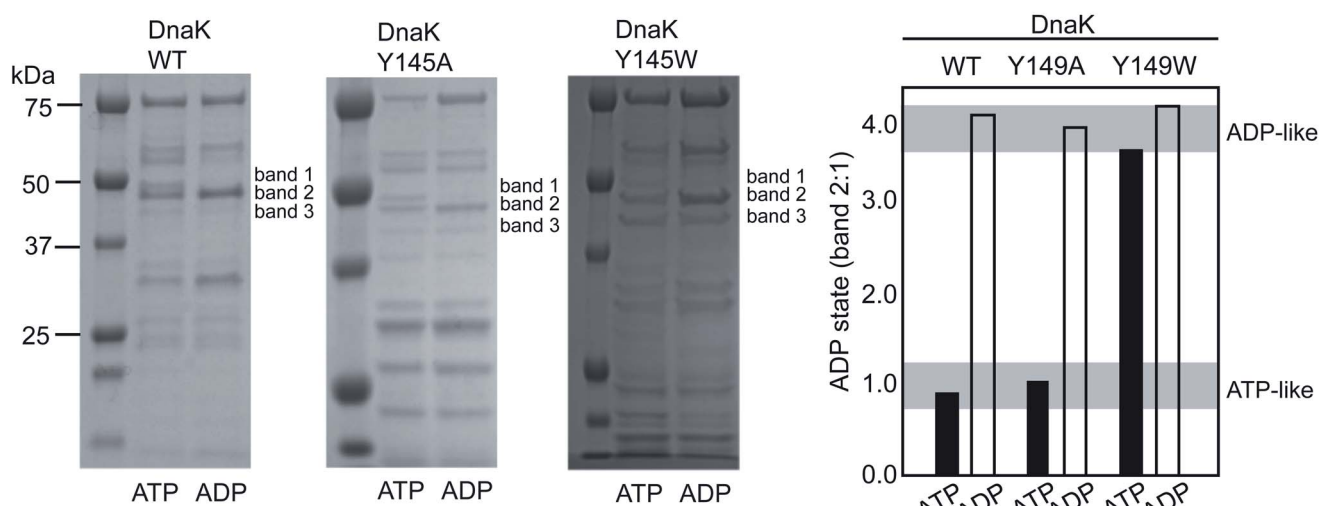 DnaK
WT
DnaK
Y145A
DnaK
Y145W
kDa
75
50
37
25
band 1
band 2
band 3
band 1
band 2
band 3
band 1
band 2
band 3
ATP ADP
ATP ADP
ATP ADP
DnaK
WT Y149A Y149W
ADP state (band 2:1)
4.0
3.0
2.0
1.0
0.0
ADP-like
ATP-like
ATP ADP ATP ADP ATP ADP